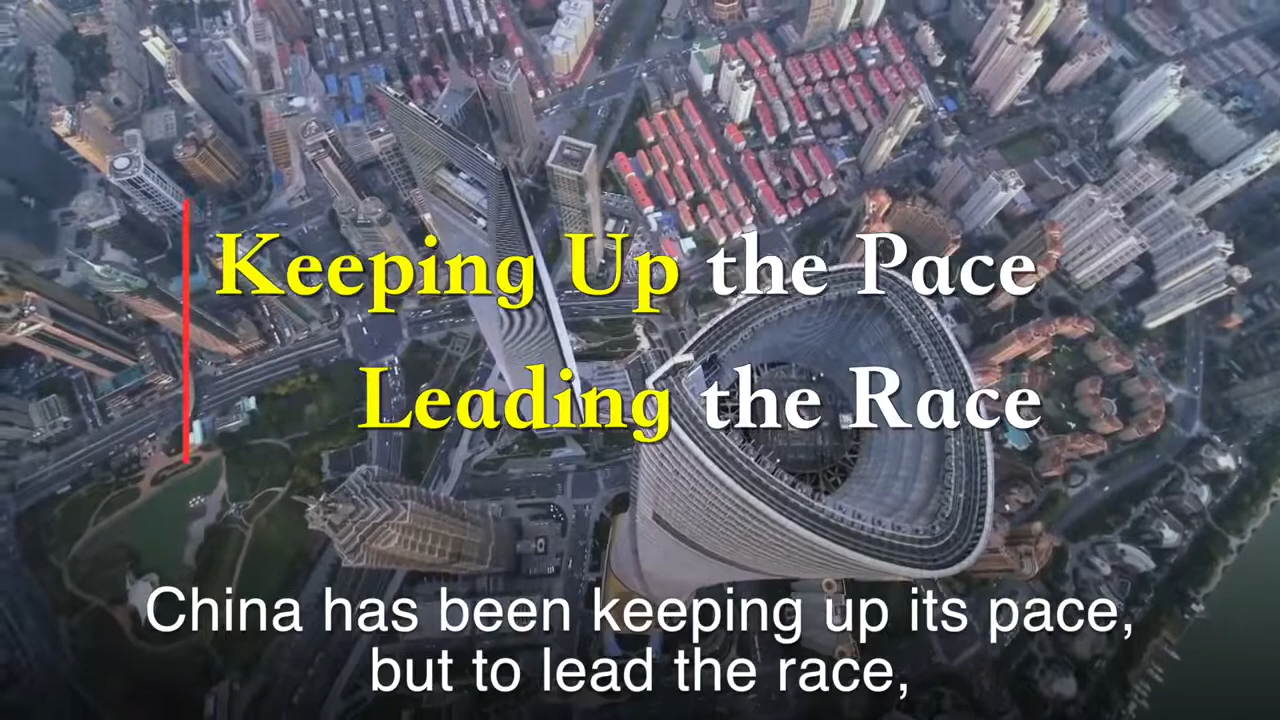 Keeping Up the Pace
Leading the Race
China has been keeping up its pace,
but to lead the race,